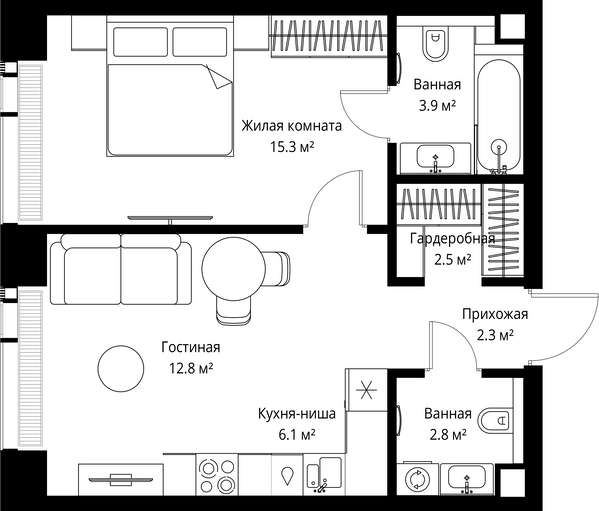 Ванная
3.9 м²
Жилая комната
15.3 м²
Гардеробная
2.5 м²
Прихожая
2.3 м²
Гостиная
12.8 м²
Кухня-ниша
6.1 м²
Ванная
2.8 м²